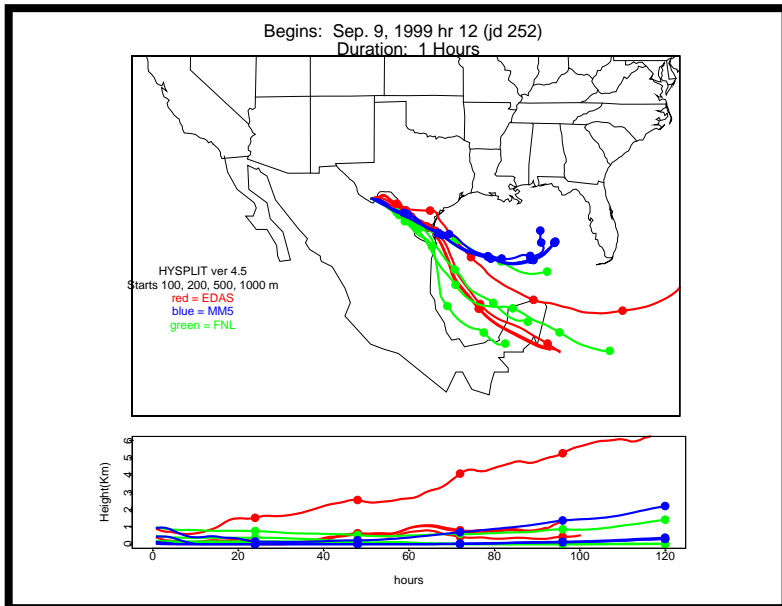 Begins:  Sep. 9, 1999 hr 12 (jd 252)
Duration:  1 Hours
HYSPLIT ver 4.5
Starts 100, 200, 500, 1000 m
red = EDAS
blue = MM5
green = FNL
Height(Km)
6
5
4
3
2
1
0
0 20 40 60 80 100 120
hours